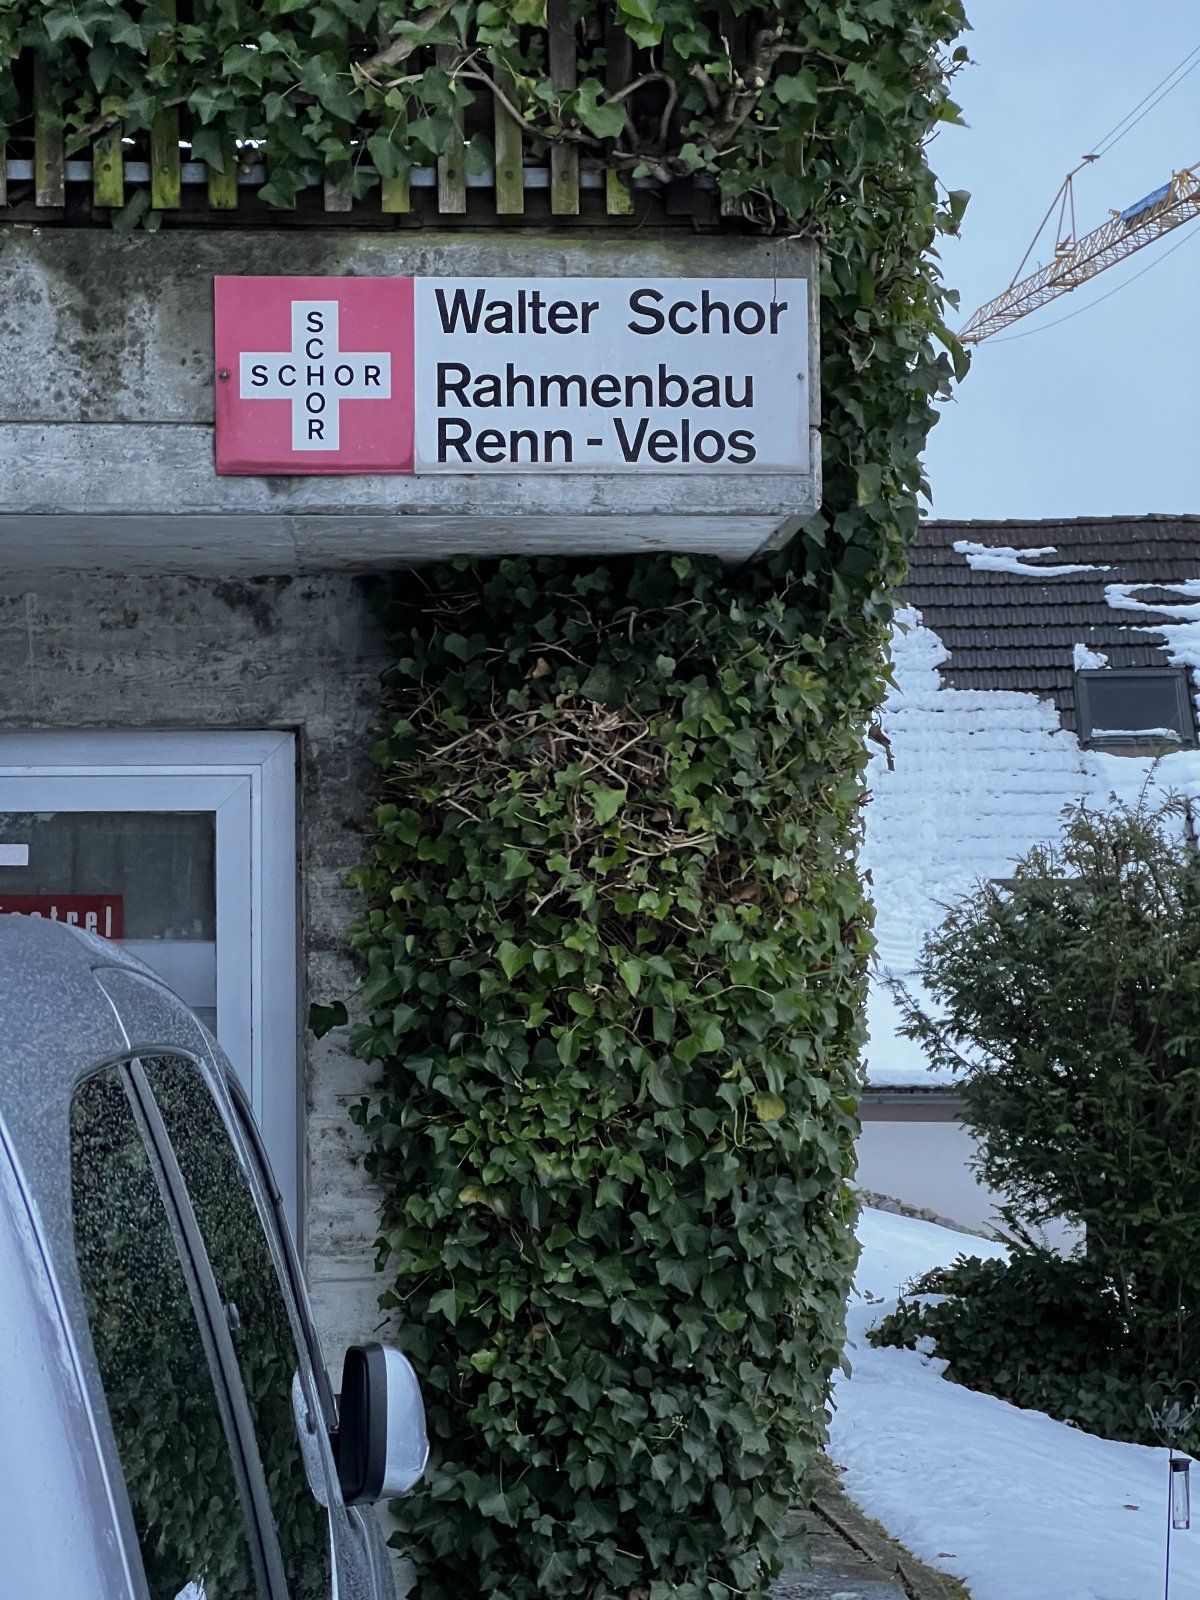 SCHOR
SCHOR
Walter Schor
Rahmenbau
Renn-Velos